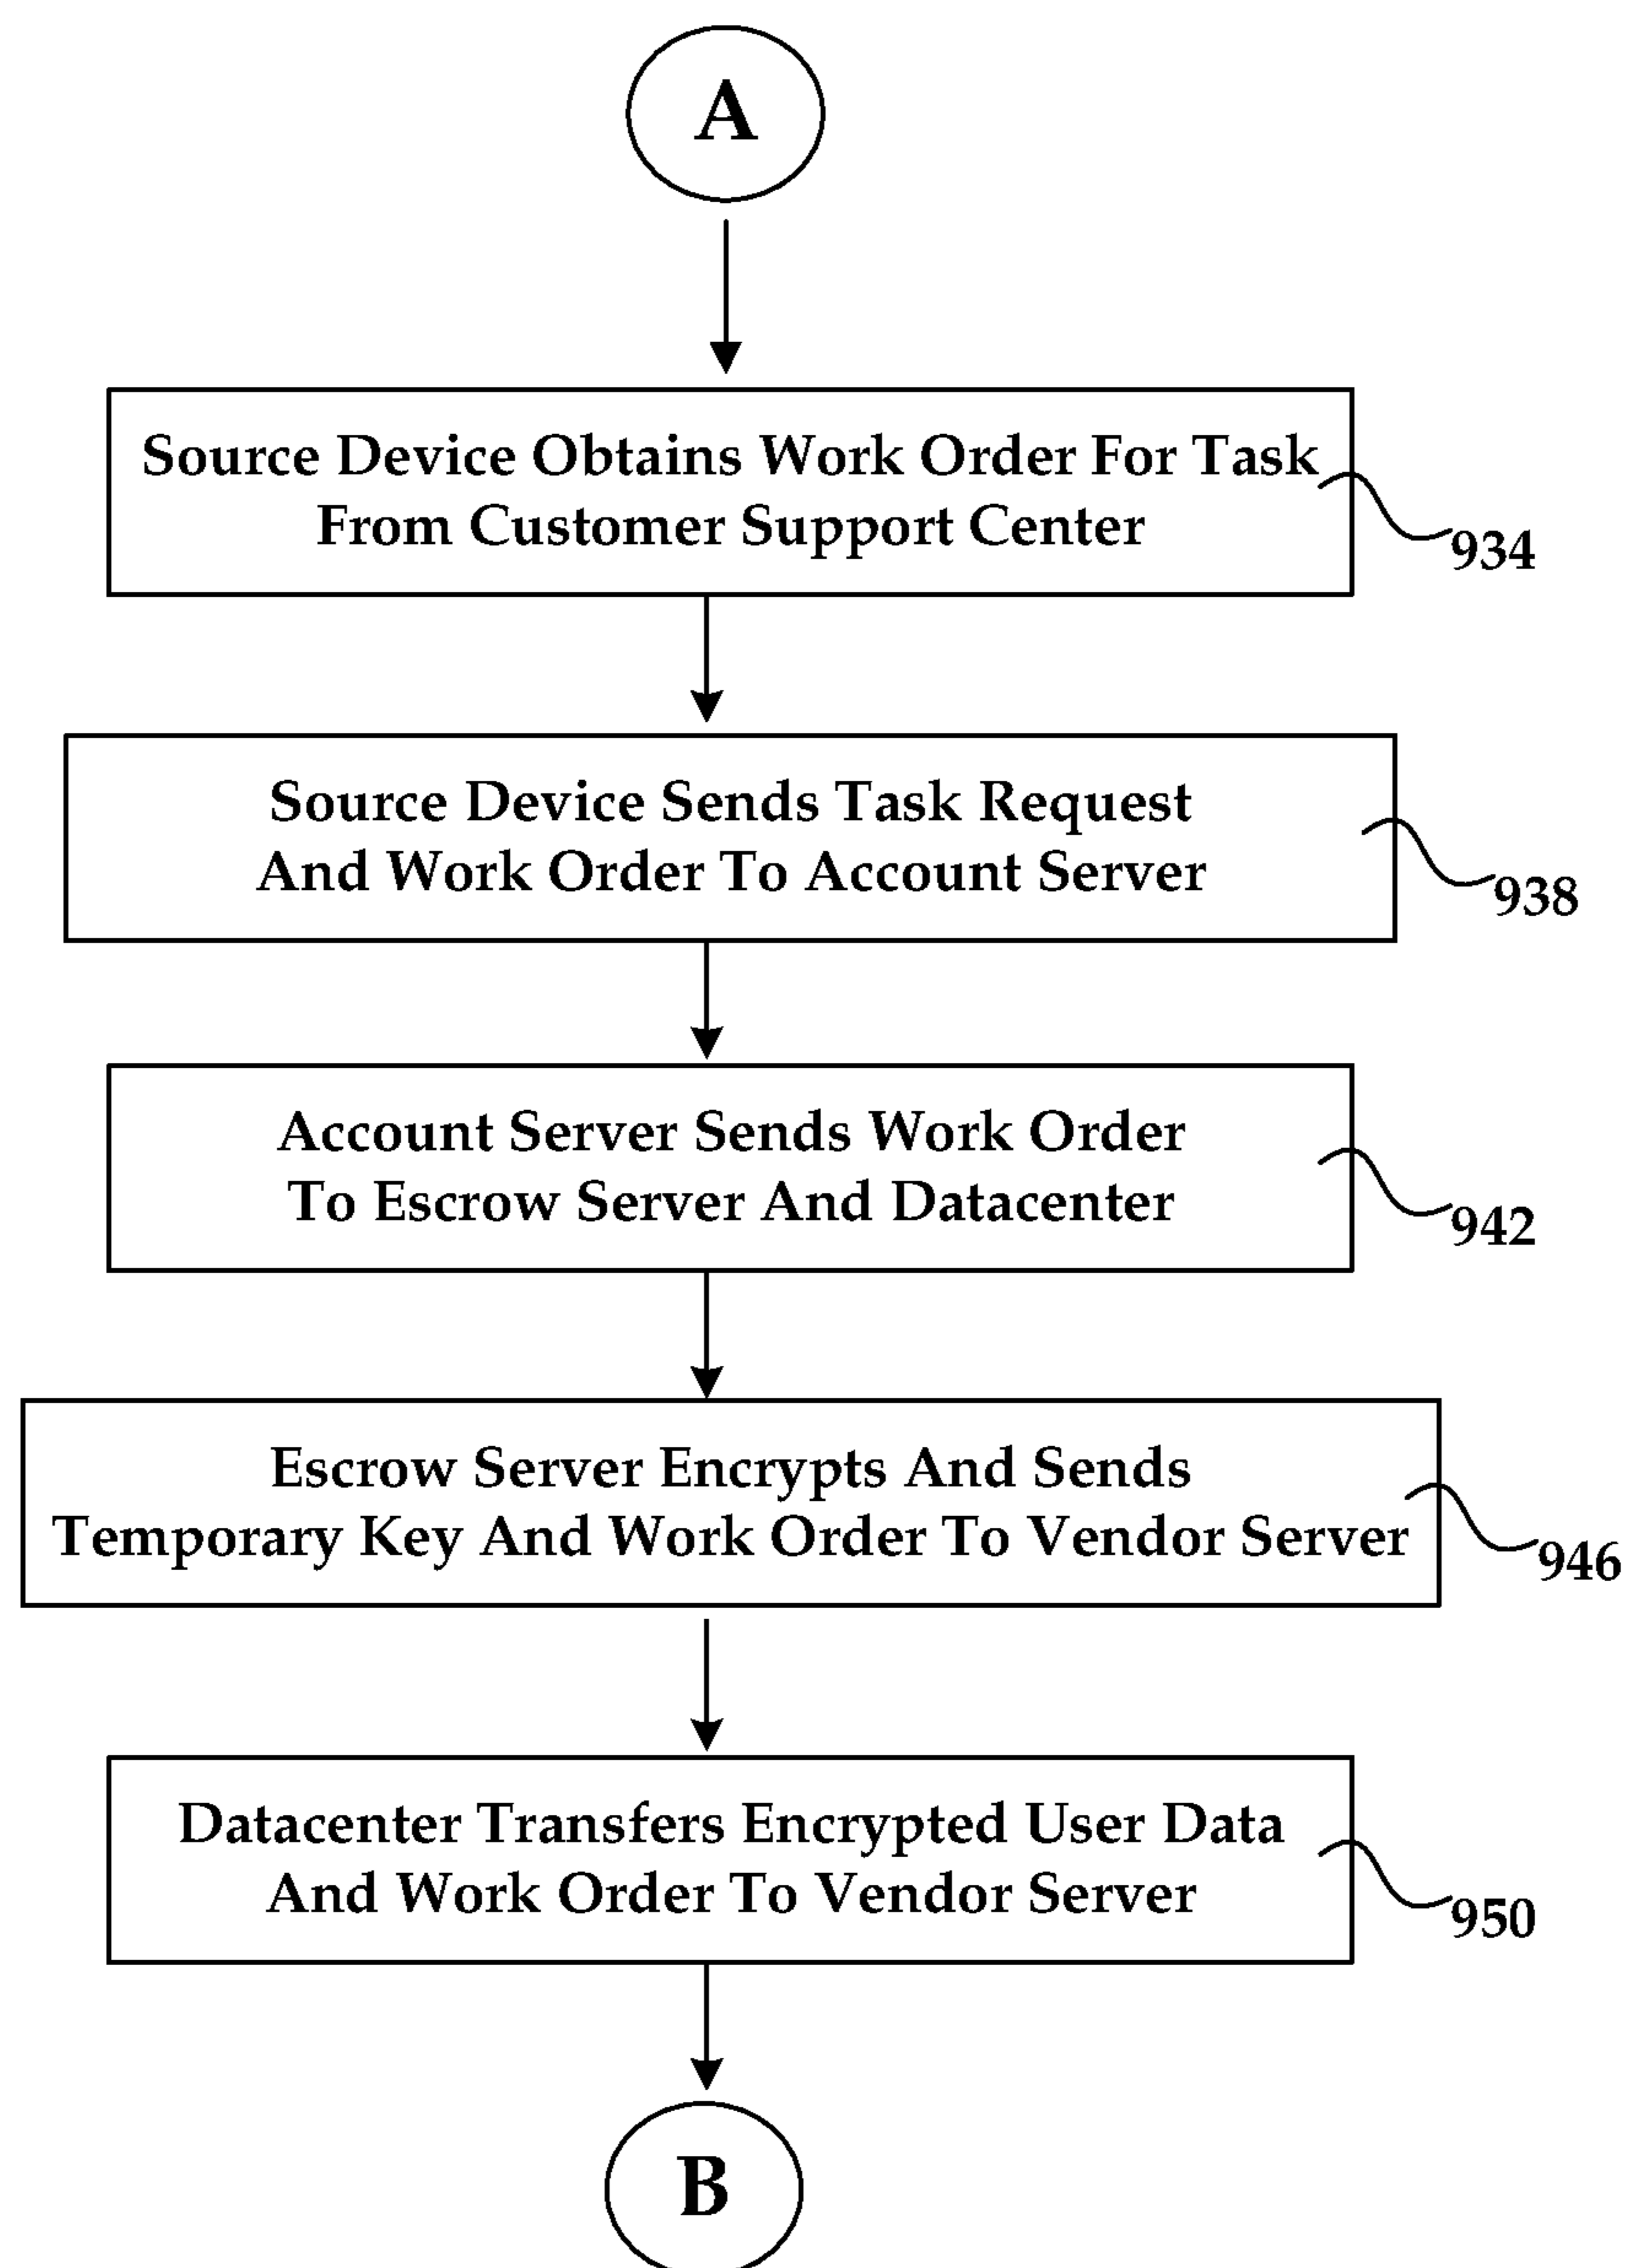 A
Source Device Obtains Work Order For Task
From Customer Support Center
934
Source Device Sends Task Request
And Work Order To Account Server
938
Account Server Sends Work Order
To Escrow Server And Datacenter
942
Escrow Server Encrypts And Sends
Temporary Key And Work Order To Vendor Server
946
Datacenter Transfers Encrypted User Data
And Work Order To Vendor Server
950
B